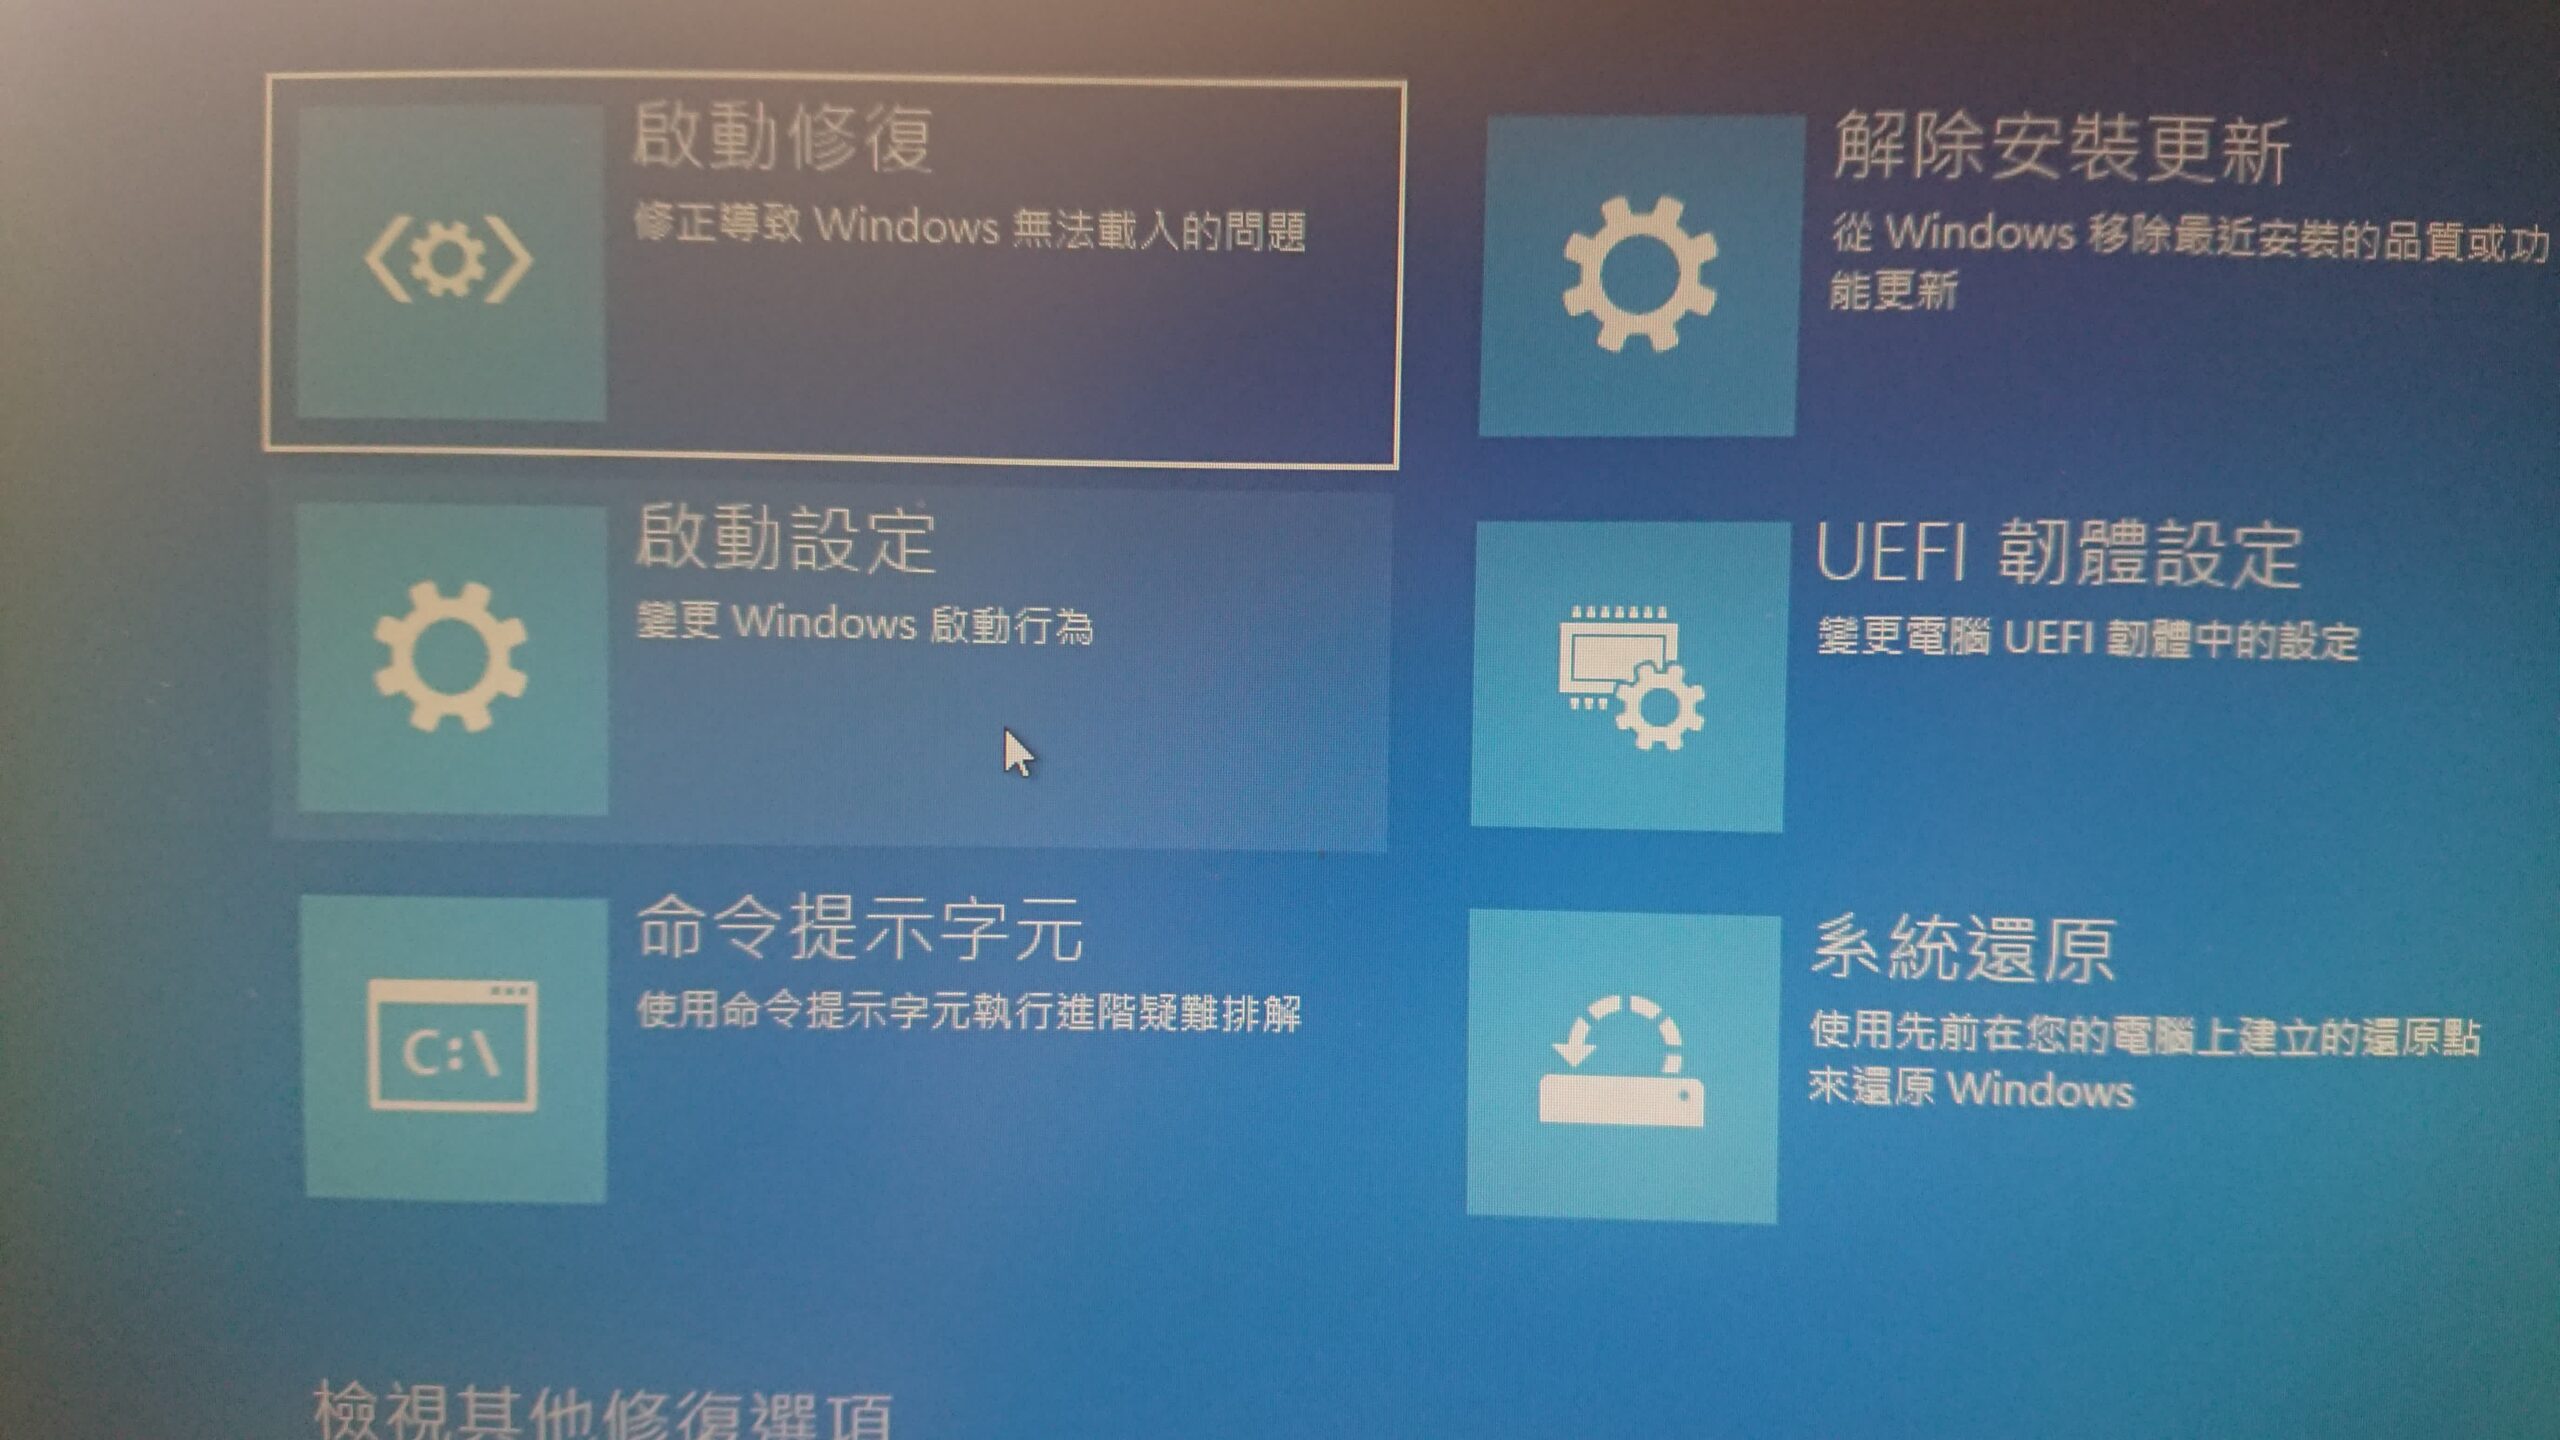 啟動修復
修正導致 Windows 無法載入的問題
解除安裝更新
從 Windows 移除最近安裝的品質或功
能更新
啟動設定
變更 Windows 啟動行為
UEFI 韌體設定
變更電腦 UEFI 韌體中的設定
命令提示字元
使用命令提示字元執行進階疑難排解
C:\
系統還原
使用先前在您的電腦上建立的還原點
來還原 Windows
檢視其他修復選項